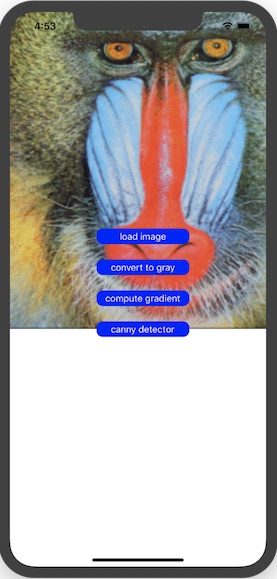 4:53
load image
convert to gray
compute gradient
canny detector